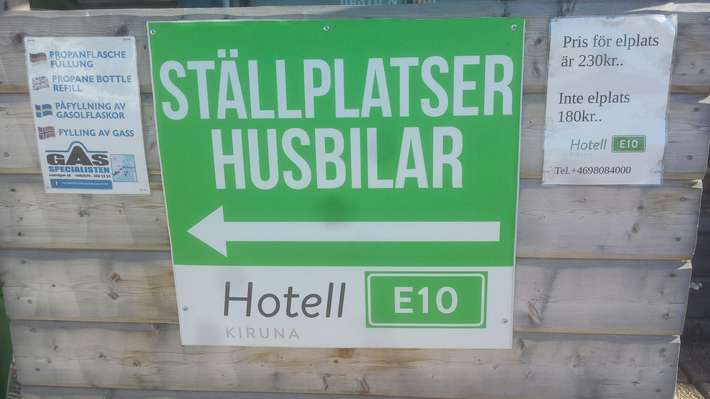 PROPANFLASCHE
FÜLLUNG
PROPANE BOTTLE
REFILL
PÅFYLLNING AV
GASOLFLASKOR
FYLLING AV GASS
GAS
SPECIALISTEN
STÄLLPLATSER
HUSBILAR
Hotell E10
KIRUNA
Pris för elplats
är 230kr..
Inte elplats
180kr..
Hotell E10
Tel.+4698084000